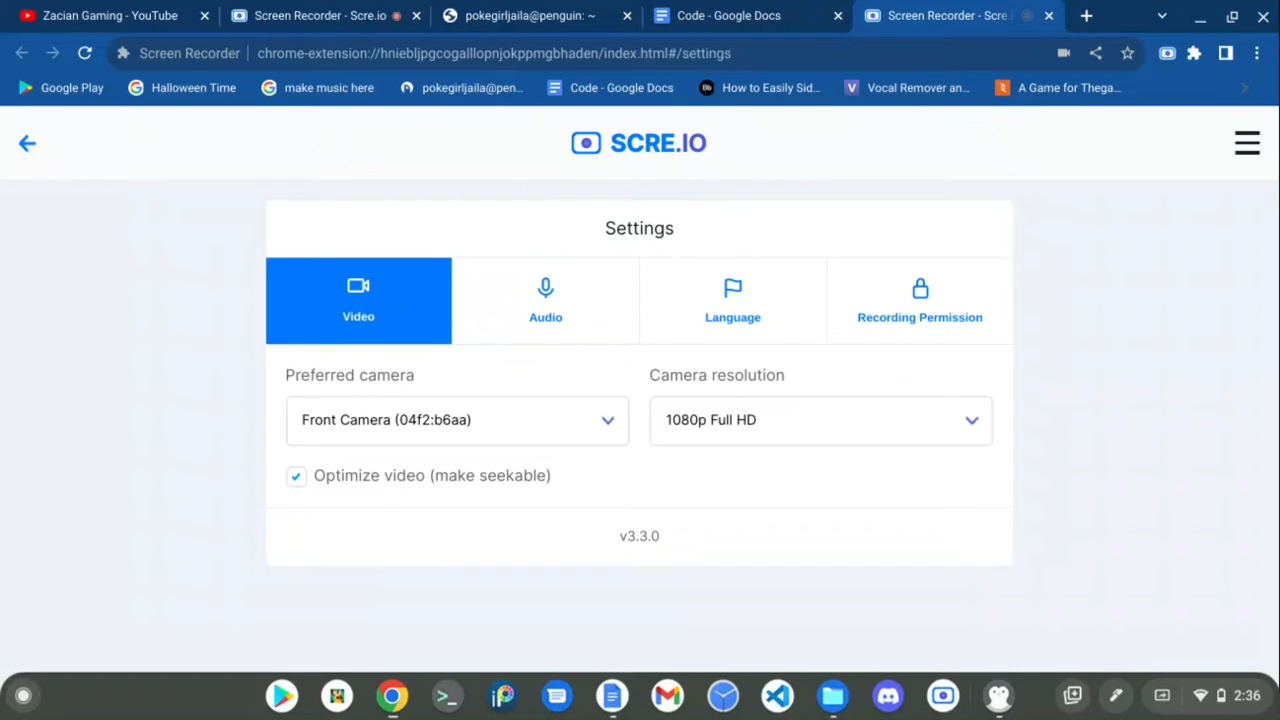 Zacian Gaming - YouTube
Screen Recorder - Scre.io
pokegirljaila@penguin: ~
Code - Google Docs
Screen Recorder - Scre.
Screen Recorder
chrome-extension://hniebljpgcogalllopnjokppmgbhaden/index.html#/settings
Google Play
Halloween Time
make music here
pokegirljaila@pen...
Code - Google Docs
Bb
How to Easily Sid...
V
Vocal Remover an...
A Game for Thega...
SCRE.IO
Settings
Video
Audio
Language
Recording Permission
Preferred camera
Camera resolution
Front Camera (04f2:b6aa)
1080p Full HD
Optimize video (make seekable)
v3.3.0
2:36